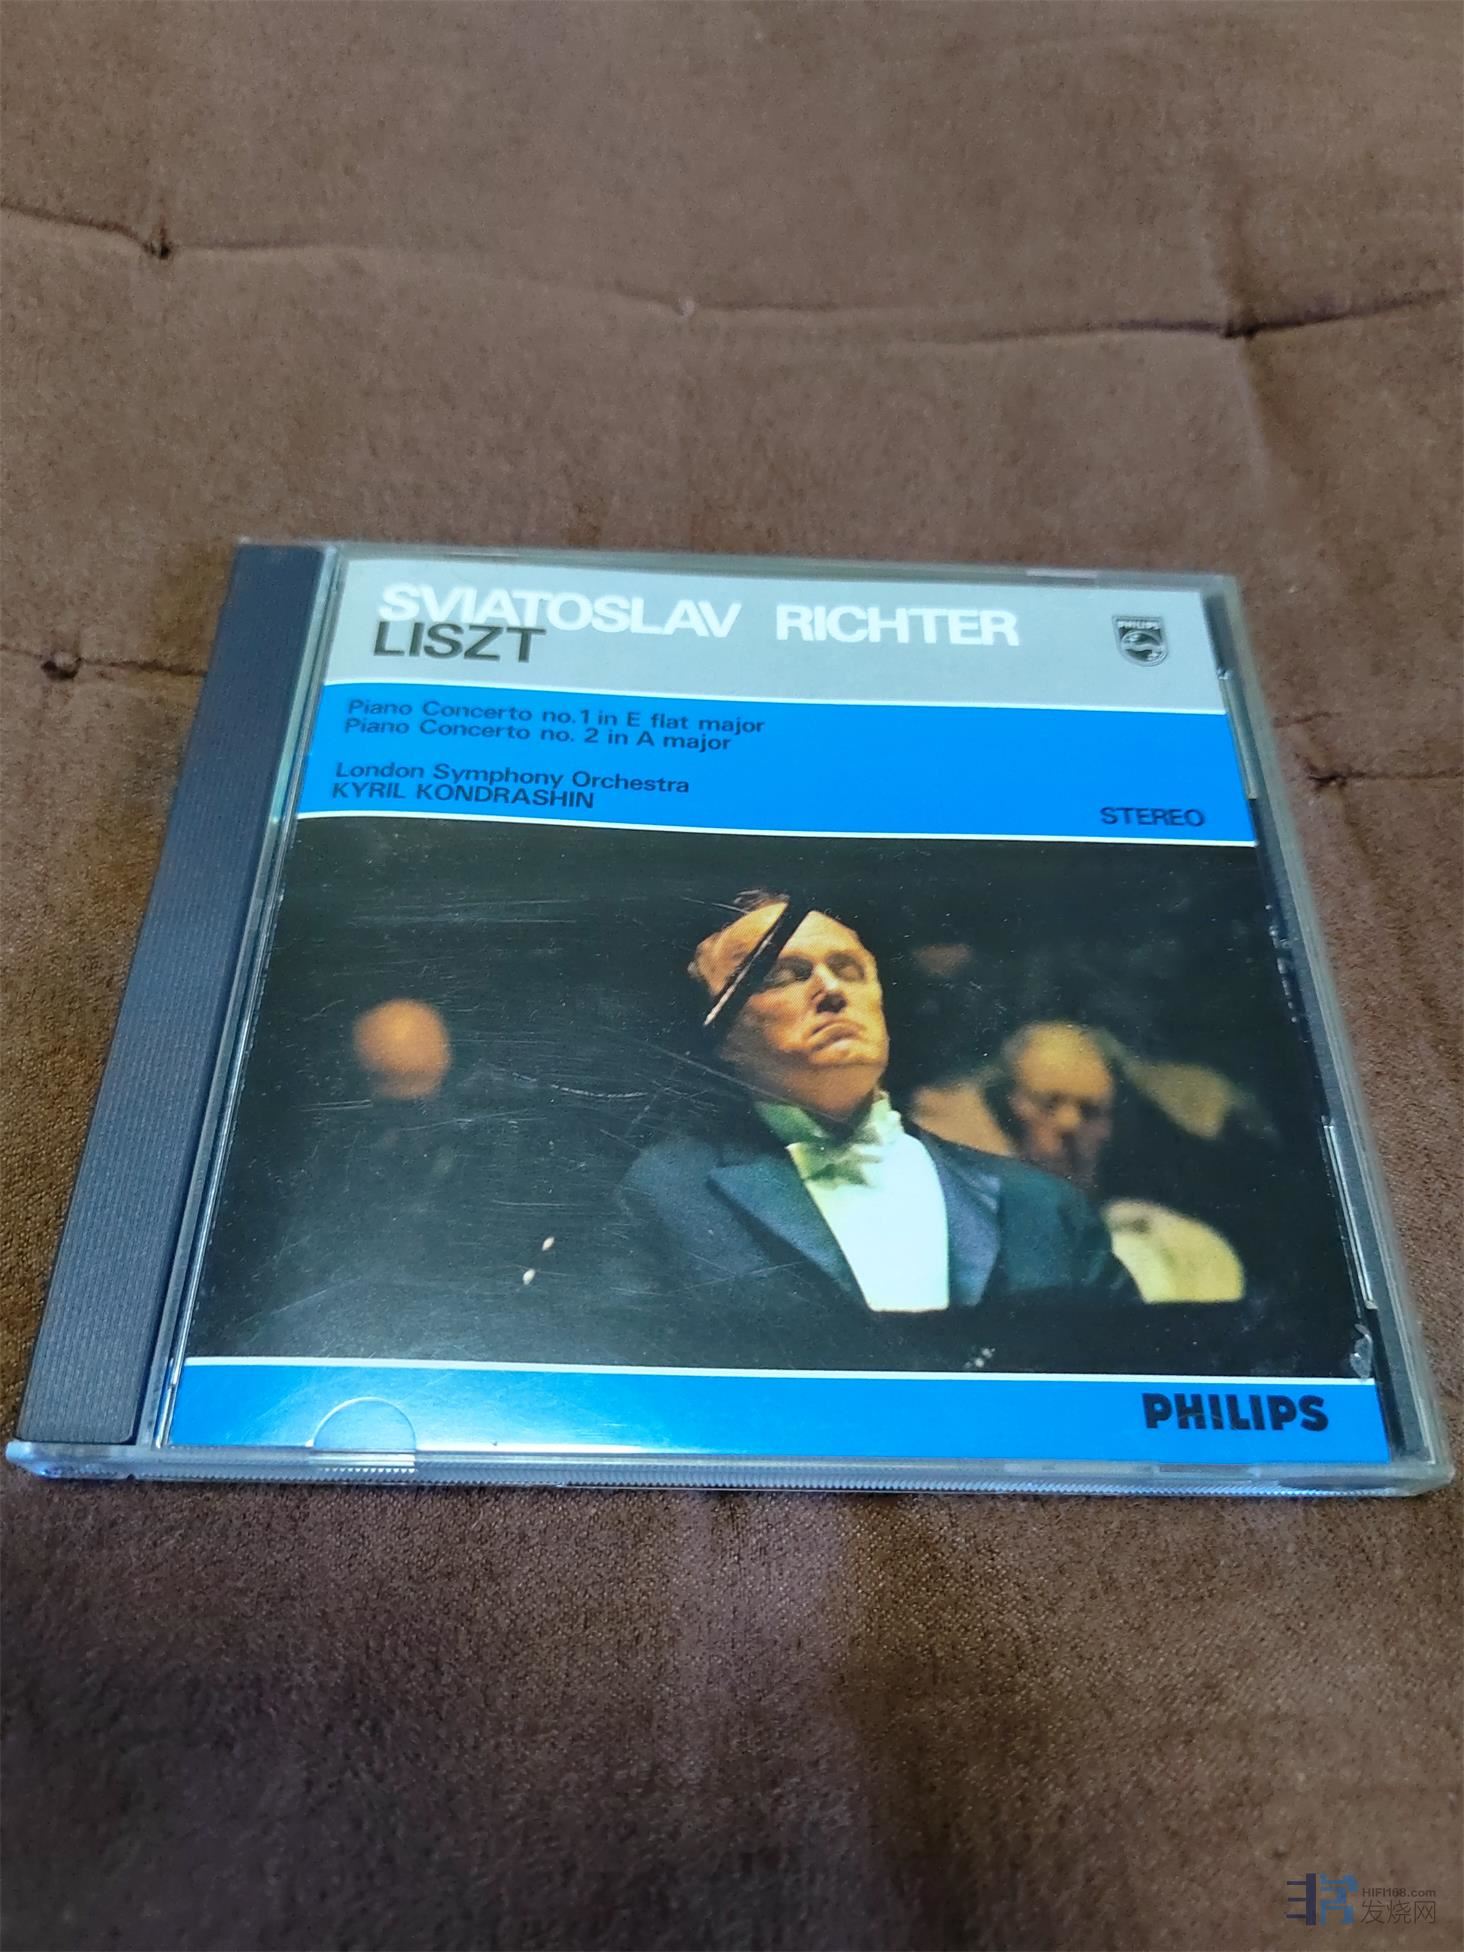 SVIATOSLAV RICHTER
LISZT
PHILIPS
Piano Concerto no.1 in E flat major
Piano Concerto no. 2 in A major
London Symphony Orchestra
KYRIL KONDRASHIN
STEREO
PHILIPS
HIFI168.com
发烧网